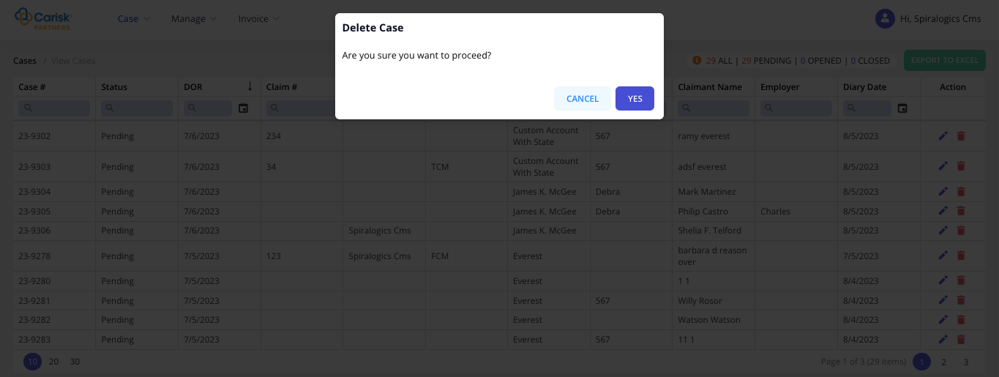 Carisk
PARTNERS
Case
Manage
Invoice
Hi, Spiralogics Cms
Delete Case
Are you sure you want to proceed?
CANCEL
YES
Cases / View Cases
29 ALL | 29 PENDING | 0 OPENED | 0 CLOSED
EXPORT TO EXCEL
Case # Status DOR Claim # Claimant Name Employer Diary Date Action
23-9302 Pending 7/6/2023 234 Custom Account With State 567 ramy everest 8/5/2023
23-9303 Pending 7/6/2023 34 TCM Custom Account With State 567 adsf everest 8/5/2023
23-9304 Pending 7/6/2023 James K. McGee Debra Mark Martinez 8/5/2023
23-9305 Pending 7/6/2023 James K. McGee Debra Philip Castro Charles 8/5/2023
23-9306 Pending 7/6/2023 Spiralogics Cms James K. McGee Shelia F. Telford 8/5/2023
23-9278 Pending 7/5/2023 123 Spiralogics Cms FCM Everest barbara d reason over 7/5/2023
23-9280 Pending 7/5/2023 Everest 1 1 8/4/2023
23-9281 Pending 7/5/2023 Everest 567 Willy Rosor 8/4/2023
23-9282 Pending 7/5/2023 Everest Watson Watson 8/4/2023
23-9283 Pending 7/5/2023 Everest 567 11 1 8/4/2023
10 20 30
Page 1 of 3 (29 items) 1 2 3